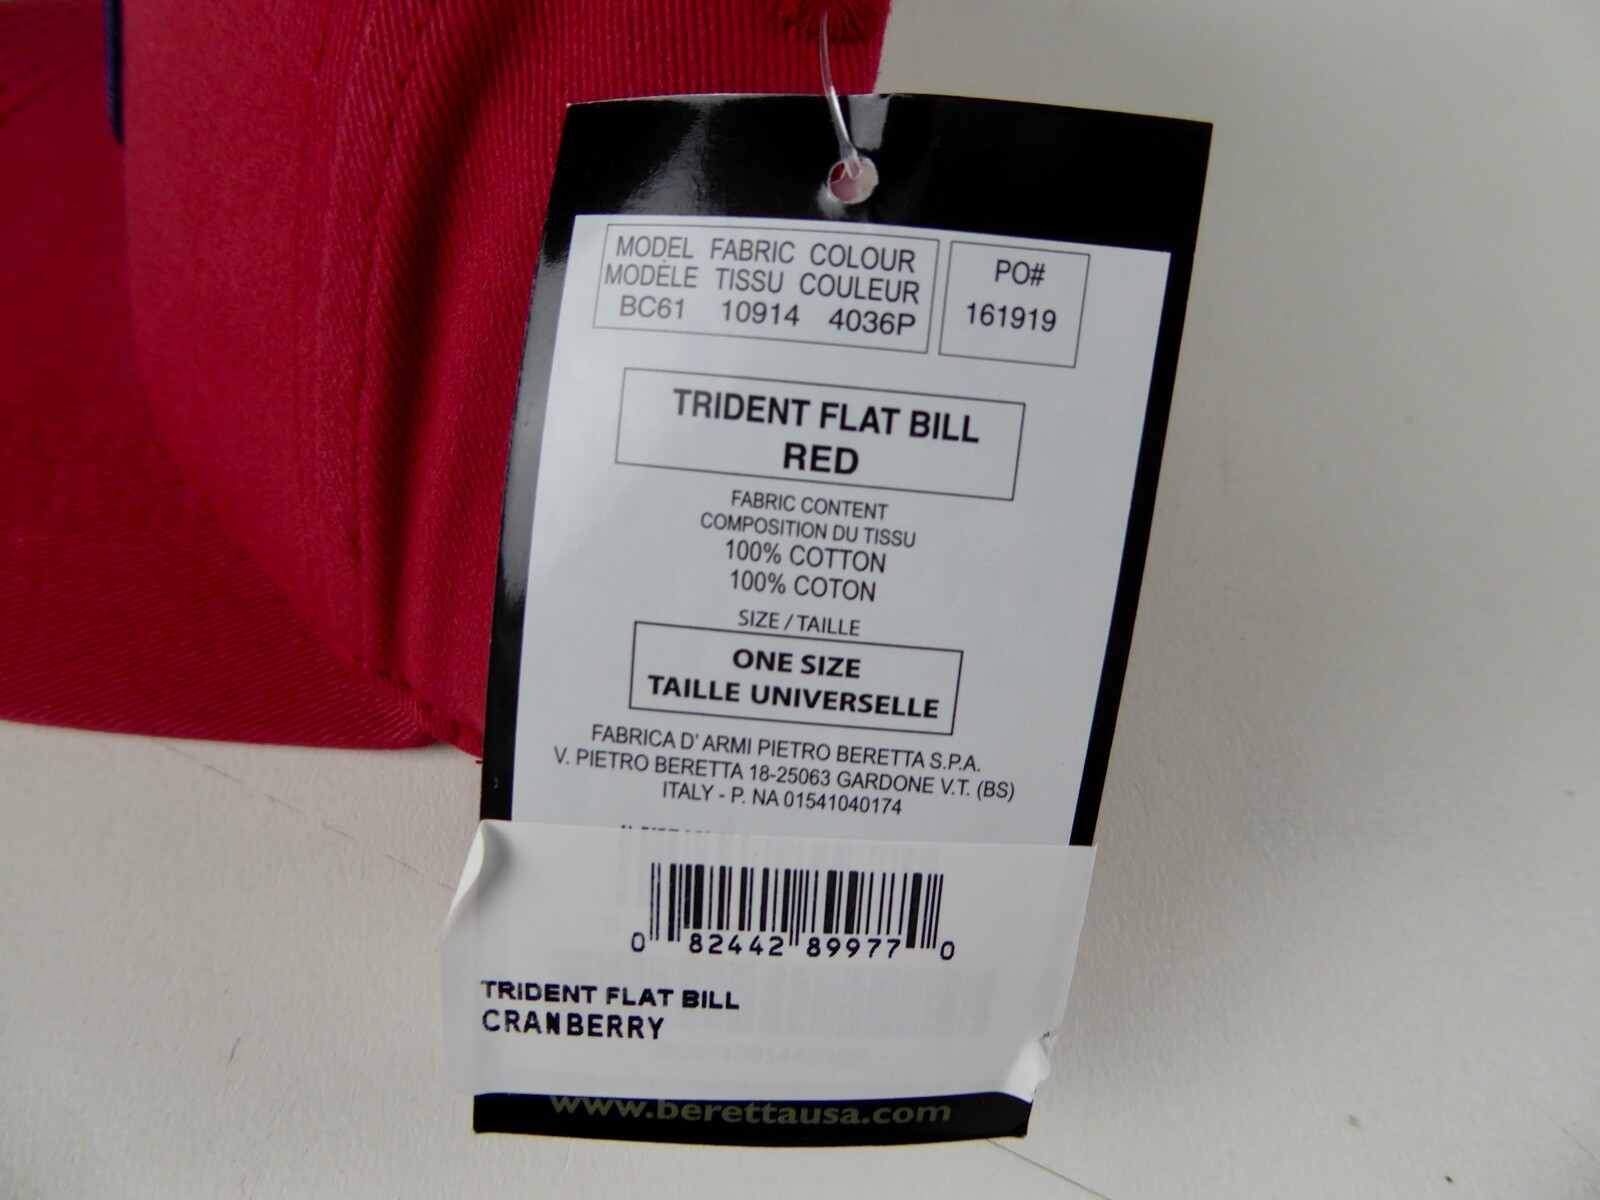 MODEL FABRIC COLOUR
MODÈLE TISSU COULEUR
BC61 10914 4036P
PO#
161919
TRIDENT FLAT BILL
RED
FABRIC CONTENT
COMPOSITION DU TISSU
100% COTTON
100% COTON
SIZE / TAILLE
ONE SIZE
TAILLE UNIVERSELLE
FABRICA D' ARMI PIETRO BERETTA S.P.A.
V. PIETRO BERETTA 18-25063 GARDONE V.T. (BS)
ITALY - P. NA 01541040174
0 82442 89977 0
TRIDENT FLAT BILL
CRANBERRY
www.berettausa.com